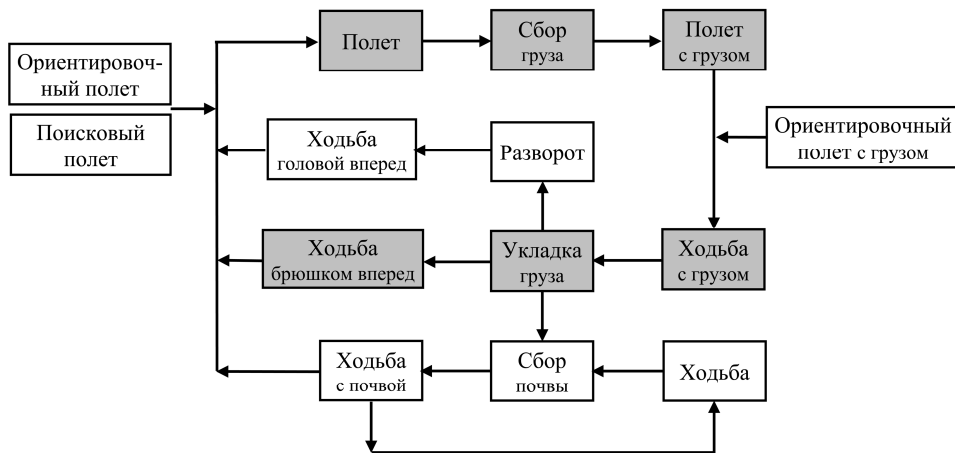 Полет
Сбор
груза
Полет
с грузом
Ориентировоч-
ный полет
Поисковый
полет
Ходьба
головой вперед
Разворот
Ориентировочный
полет с грузом
Ходьба
брюшком вперед
Укладка
груза
Ходьба
с грузом
Ходьба
с почвой
Сбор
почвы
Ходьба